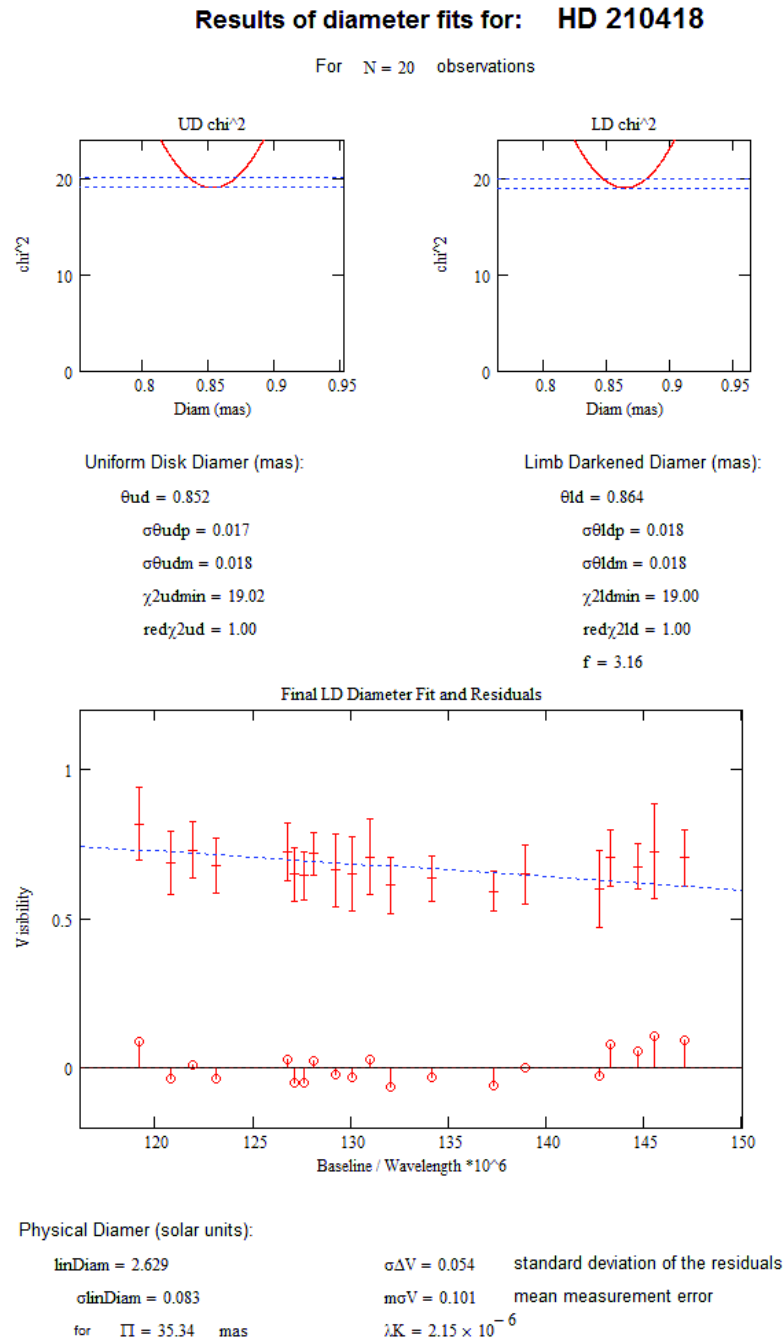 Results of diameter fits for: HD 210418
For N = 20 observations
UD chi^2
20
10
0
chi^2
0.8 0.85 0.9 0.95
Diam (mas)
LD chi^2
20
10
0
chi^2
0.8 0.85 0.9 0.95
Diam (mas)
Uniform Disk Diamer (mas):
θud = 0.852
σθudp = 0.017
σθudm = 0.018
χ2udmin = 19.02
redχ2ud = 1.00
Limb Darkened Diamer (mas):
θld = 0.864
σθldp = 0.018
σθldm = 0.018
χ2ldmin = 19.00
redχ2ld = 1.00
f = 3.16
Final LD Diameter Fit and Residuals
1
0.5
0
Visibility
120 125 130 135 140 145 150
Baseline / Wavelength *10^6
Physical Diamer (solar units):
linDiam = 2.629
σlinDiam = 0.083
for Π = 35.34 mas
σΔV = 0.054 standard deviation of the residuals
mσV = 0.101 mean measurement error
λK = 2.15 × 10⁻⁶